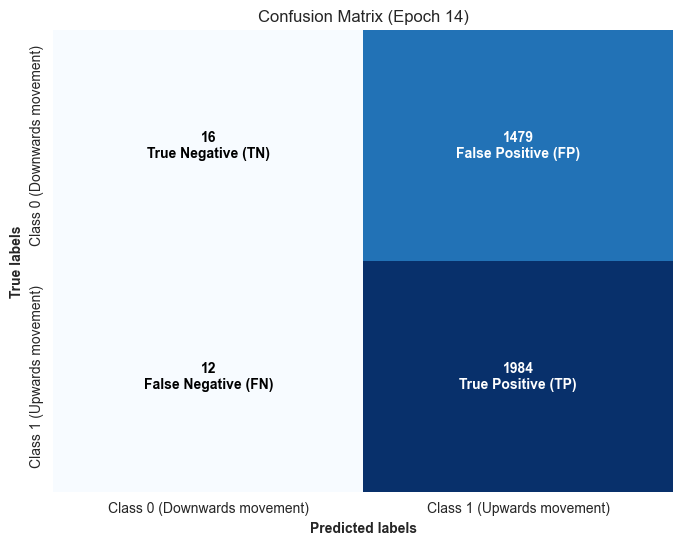 Confusion Matrix (Epoch 14)
True labels
Class 0 (Downwards movement)
Class 1 (Upwards movement)
16
True Negative (TN)
1479
False Positive (FP)
12
False Negative (FN)
1984
True Positive (TP)
Class 0 (Downwards movement)
Class 1 (Upwards movement)
Predicted labels